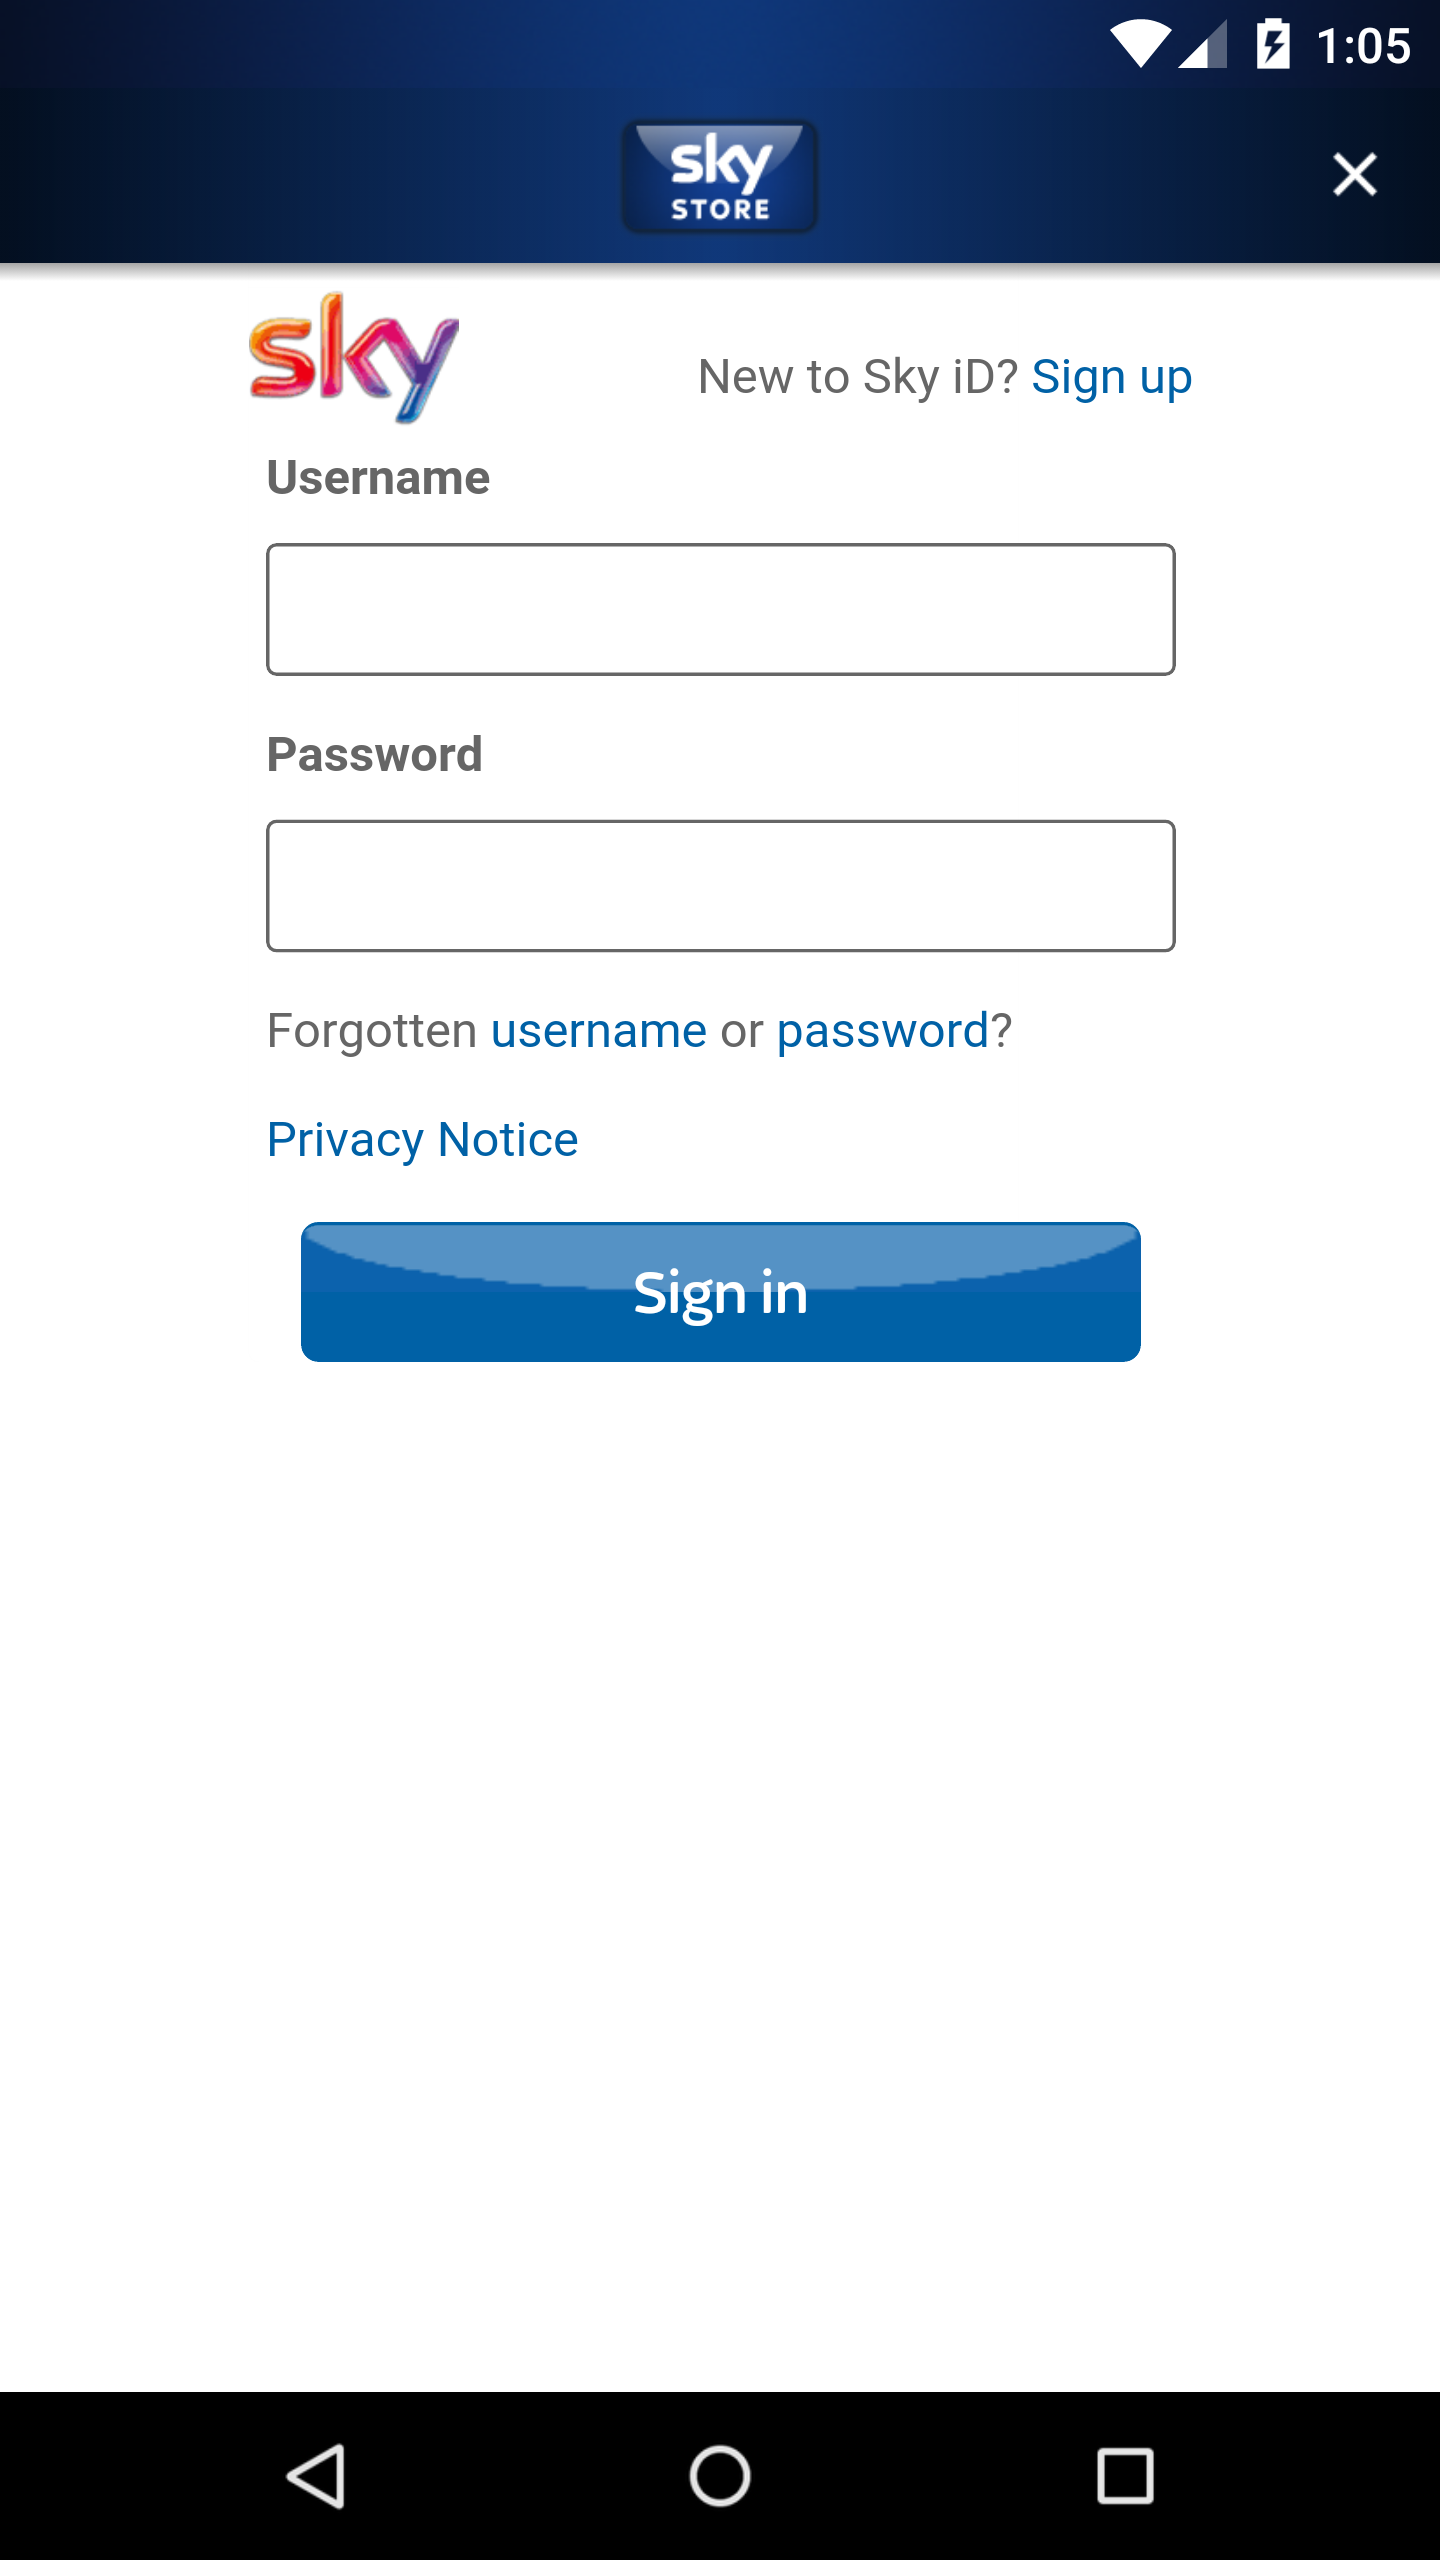 1:05
sky
STORE
sky
New to Sky iD? Sign up
Username
Password
Forgotten username or password?
Privacy Notice
Sign in